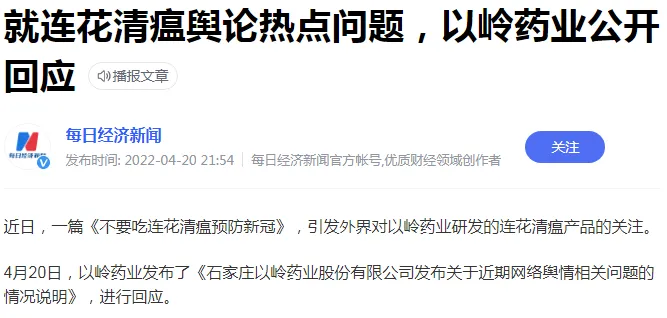 就连花清瘟舆论热点问题，以岭药业公开
回应
播报文章
每日经济新闻
每日经济新闻
发布时间: 2022-04-20 21:54
每日经济新闻官方帐号,优质财经领域创作者
关注
近日，一篇《不要吃连花清瘟预防新冠》，引发外界对以岭药业研发的连花清瘟产品的关注。
4月20日，以岭药业发布了《石家庄以岭药业股份有限公司发布关于近期网络舆情相关问题的
情况说明》，进行回应。